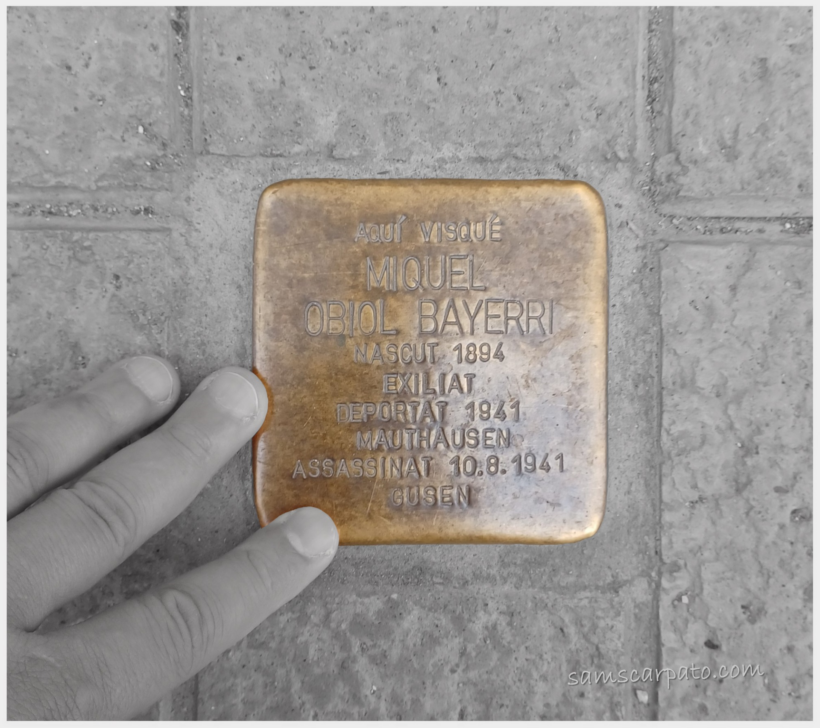 AQUÍ VISQUÉ
MIQUEL
OBIOL BAYERRI
NASCUT 1894
EXILIAT
DEPORTAT 1941
MAUTHAUSEN
ASSASSINAT 10.8.1941
GUSEN
samscarpato.com